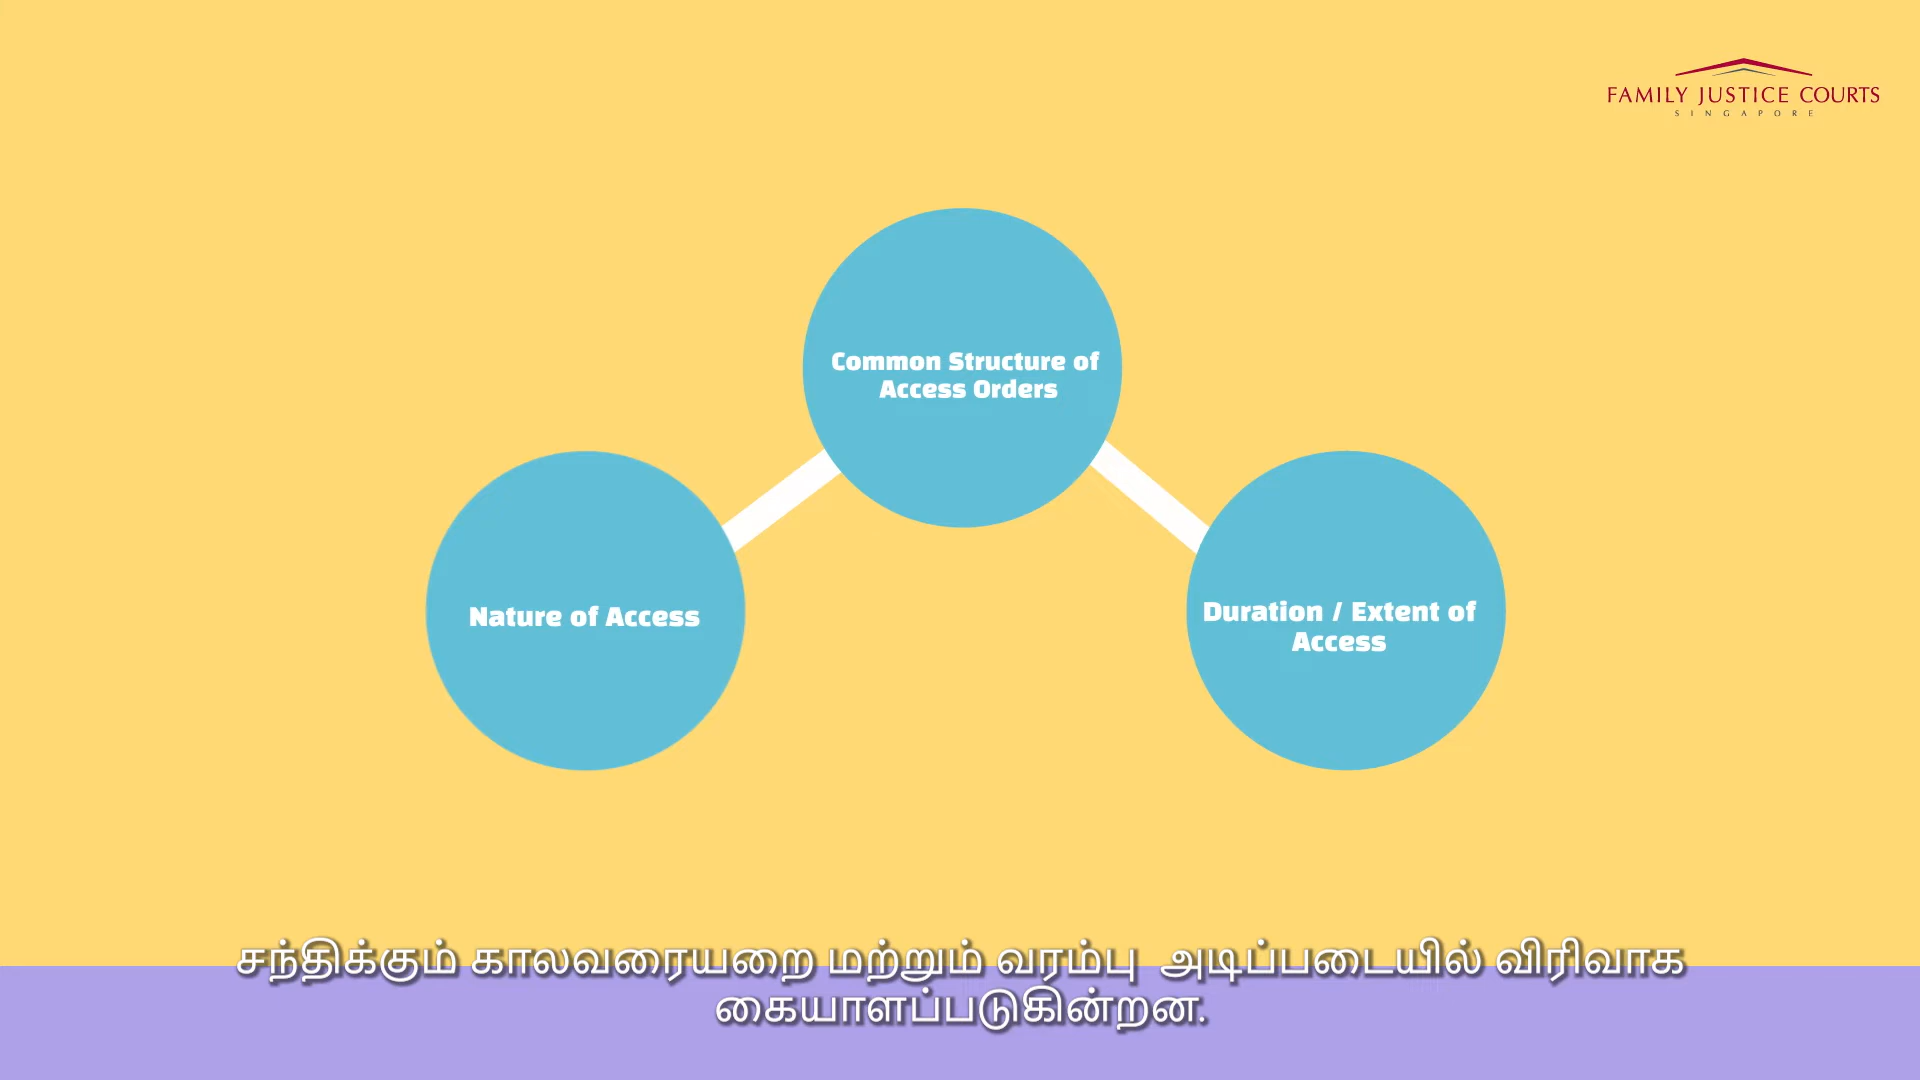 FAMILY JUSTICE COURTS
SINGAPORE
Common Structure of
Access Orders
Nature of Access
Duration / Extent of
Access
சந்திக்கும் காலவரையறை மற்றும் வரம்பு அடிப்படையில் விரிவாக
கையாளப்படுகின்றன.